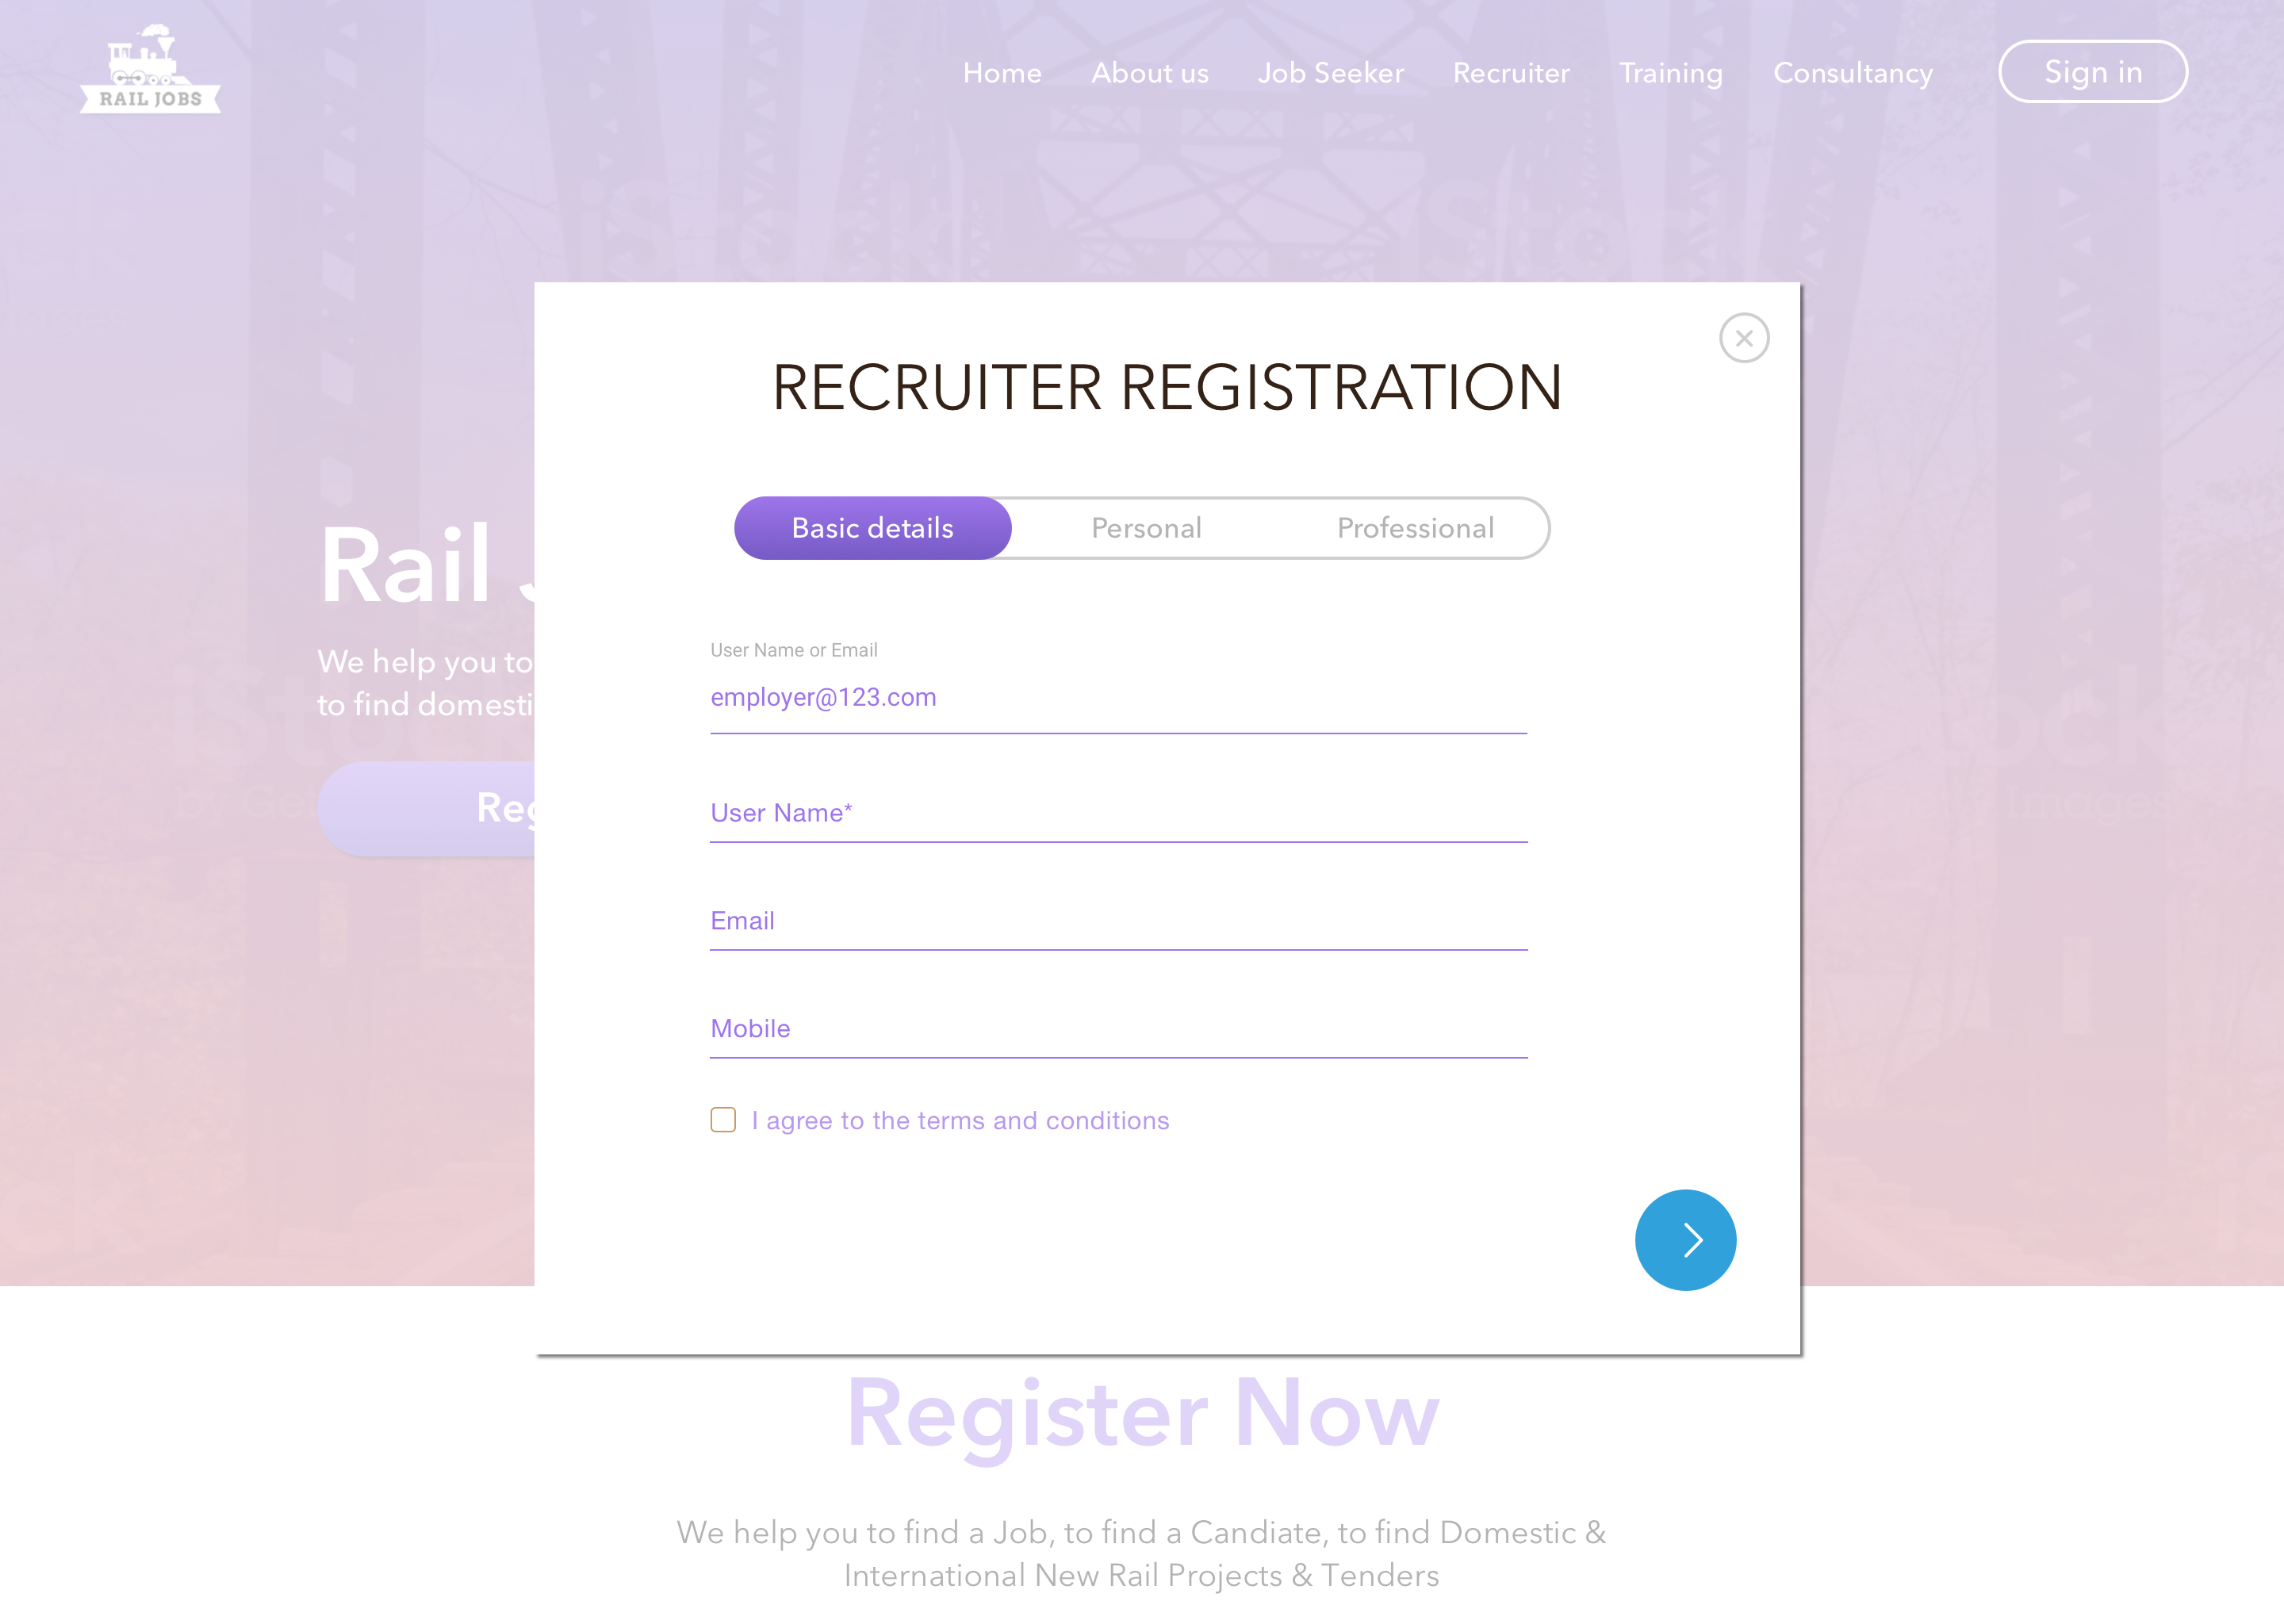 RAIL JOBS
Home About us Job Seeker Recruiter Training Consultancy Sign in
iStock iStock
RECRUITER REGISTRATION
Basic details Personal Professional
Rail J
We help you to
to find domesti
Reg
User Name or Email
employer@123.com
User Name*
Email
Mobile
I agree to the terms and conditions
Register Now
We help you to find a Job, to find a Candiate, to find Domestic &
International New Rail Projects & Tenders